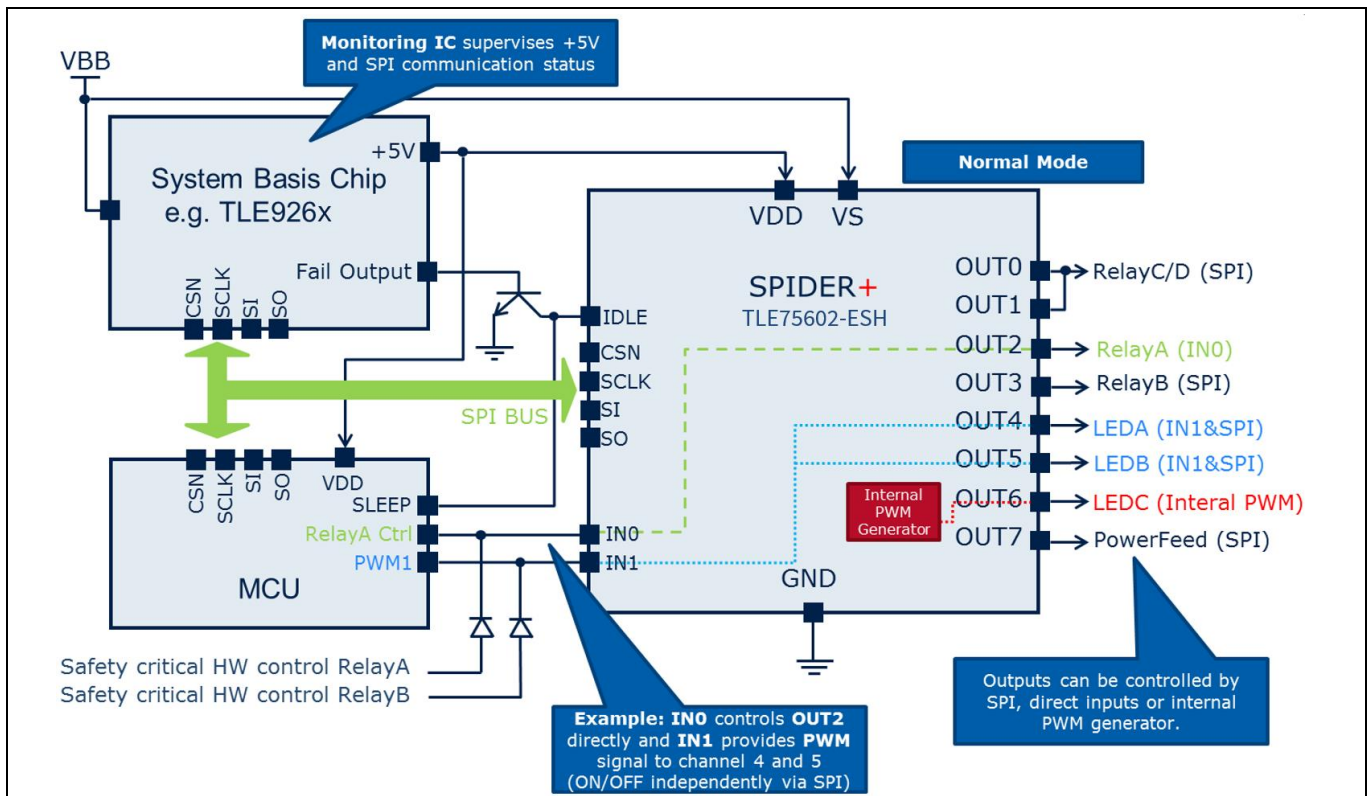 Monitoring IC supervises +5V
and SPI communication status
VBB
+5V
System Basis Chip
e.g. TLE926x
Fail Output
CSN
SCLK
SI
SO
Normal Mode
VDD
VS
SPIDER+
TLE75602-ESH
IDLE
CSN
SCLK
SI
SO
IN0
IN1
GND
OUT0
OUT1
OUT2
OUT3
OUT4
OUT5
OUT6
OUT7
Internal
PWM
Generator
RelayC/D (SPI)
RelayA (IN0)
RelayB (SPI)
LEDA (IN1&SPI)
LEDB (IN1&SPI)
LEDC (Interal PWM)
PowerFeed (SPI)
SPI BUS
CSN
SCLK
SI
SO
VDD
SLEEP
RelayA Ctrl
PWM1
MCU
Safety critical HW control RelayA
Safety critical HW control RelayB
Example: IN0 controls OUT2
directly and IN1 provides PWM
signal to channel 4 and 5
(ON/OFF independently via SPI)
Outputs can be controlled by
SPI, direct inputs or internal
PWM generator.